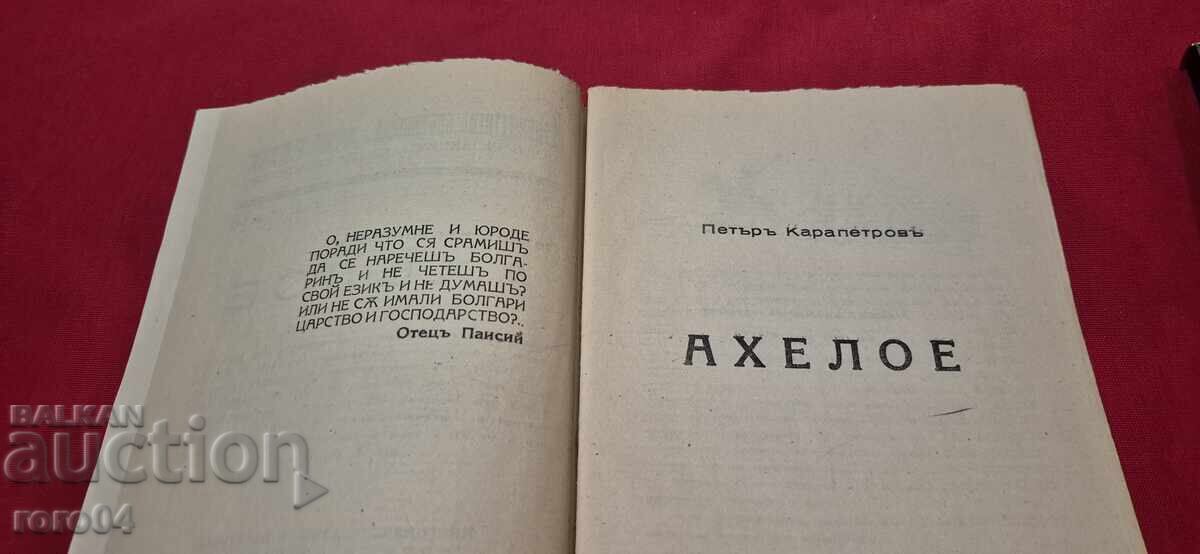 О, НЕРАЗУМНЕ И ЮРОДЕ
ПОРАДИ ЧТО СЯ СРАМИШЪ
ДА СЕ НАРЕЧЕШЪ БОЛГА-
РИНЪ И НЕ ЧЕТЕШЪ ПО
СВОЙ ЕЗИКЪ И НЕ ДУМАШЪ?
ИЛИ НЕ СѪ ИМАЛИ БОЛГАРИ
ЦАРСТВО И ГОСПОДАРСТВО?..
Отецъ Паисий
Петъръ Карапетровъ
АХЕЛОЕ
BALKAN
auction
roro04